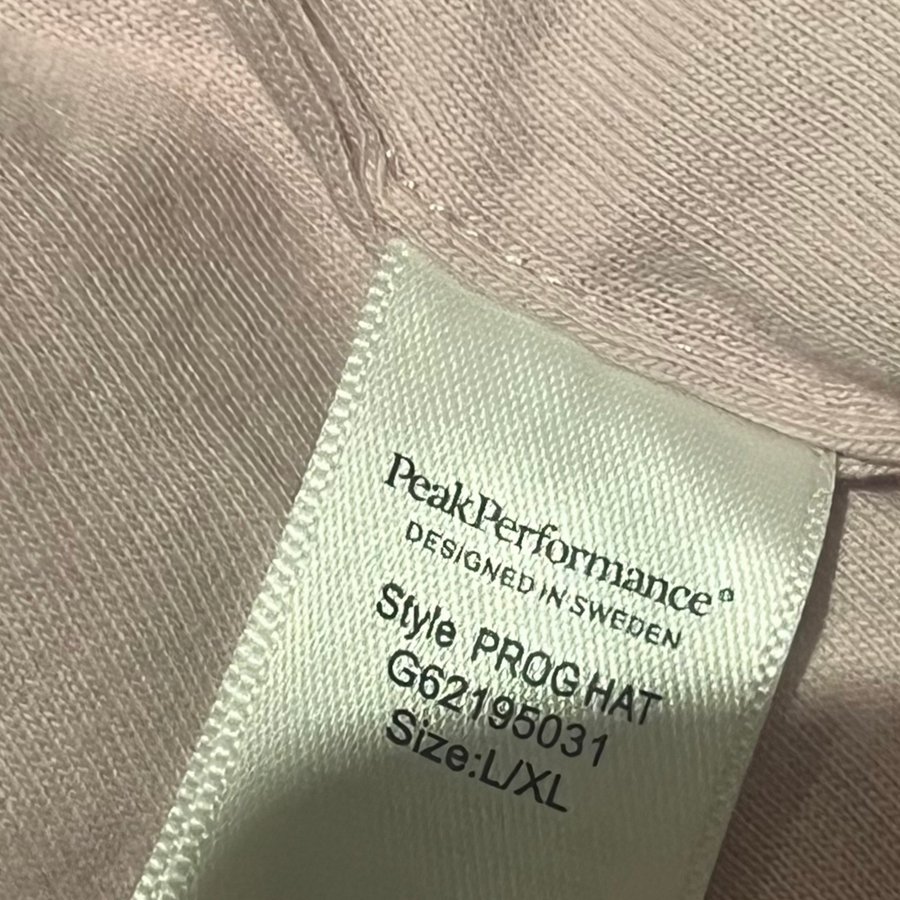 PeakPerformance®
DESIGNED IN SWEDEN
Style PROG HAT
G62195031
Size:L/XL